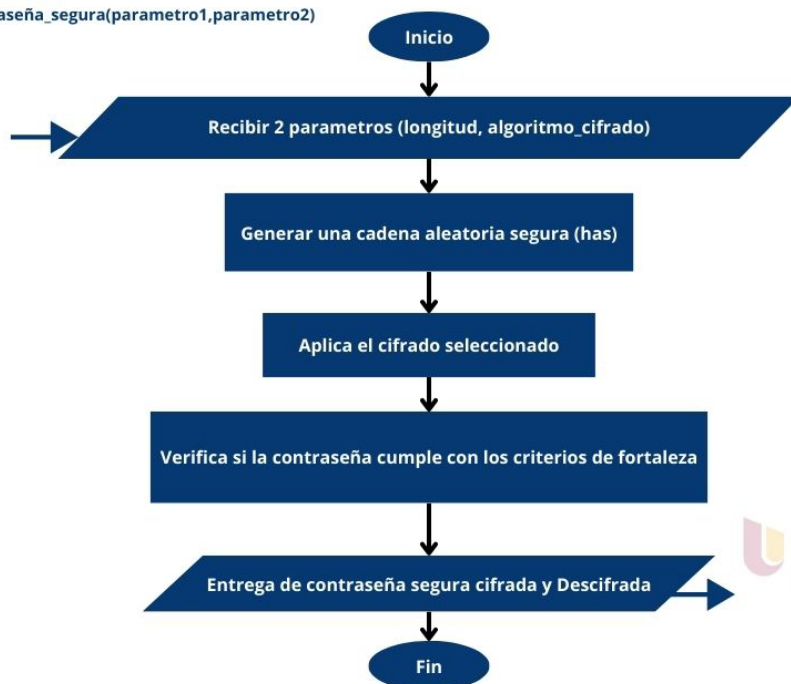 aseña_segura(parametro1,parametro2)
Inicio
Recibir 2 parametros (longitud, algoritmo_cifrado)
Generar una cadena aleatoria segura (has)
Aplica el cifrado seleccionado
Verifica si la contraseña cumple con los criterios de fortaleza
Entrega de contraseña segura cifrada y Descifrada
Fin